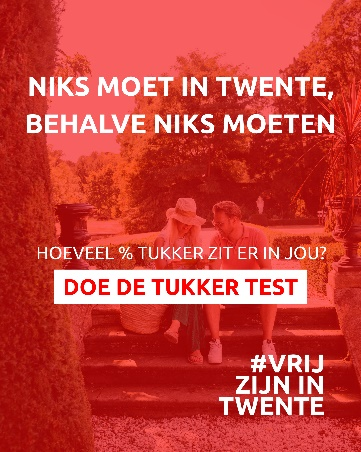 NIKS MOET IN TWENTE,
BEHALVE NIKS MOETEN
HOEVEEL % TUKKER ZIT ER IN JOU?
DOE DE TUKKER TEST
#VRIJ
ZIJN IN
TWENTE